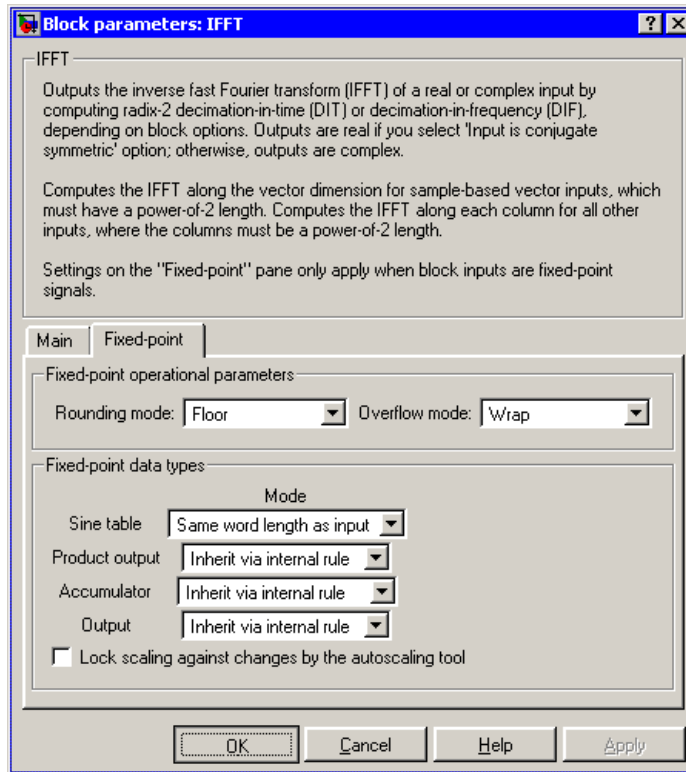 Block parameters: IFFT
IFFT
Outputs the inverse fast Fourier transform (IFFT) of a real or complex input by
computing radix-2 decimation-in-time (DIT) or decimation-in-frequency (DIF),
depending on block options. Outputs are real if you select 'Input is conjugate
symmetric' option; otherwise, outputs are complex.
Computes the IFFT along the vector dimension for sample-based vector inputs, which
must have a power-of-2 length. Computes the IFFT along each column for all other
inputs, where the columns must be a power-of-2 length.
Settings on the "Fixed-point" pane only apply when block inputs are fixed-point
signals.
Main Fixed-point
Fixed-point operational parameters
Rounding mode: Floor Overflow mode: Wrap
Fixed-point data types
Mode
Sine table Same word length as input
Product output Inherit via internal rule
Accumulator Inherit via internal rule
Output Inherit via internal rule
Lock scaling against changes by the autoscaling tool
OK Cancel Help Apply